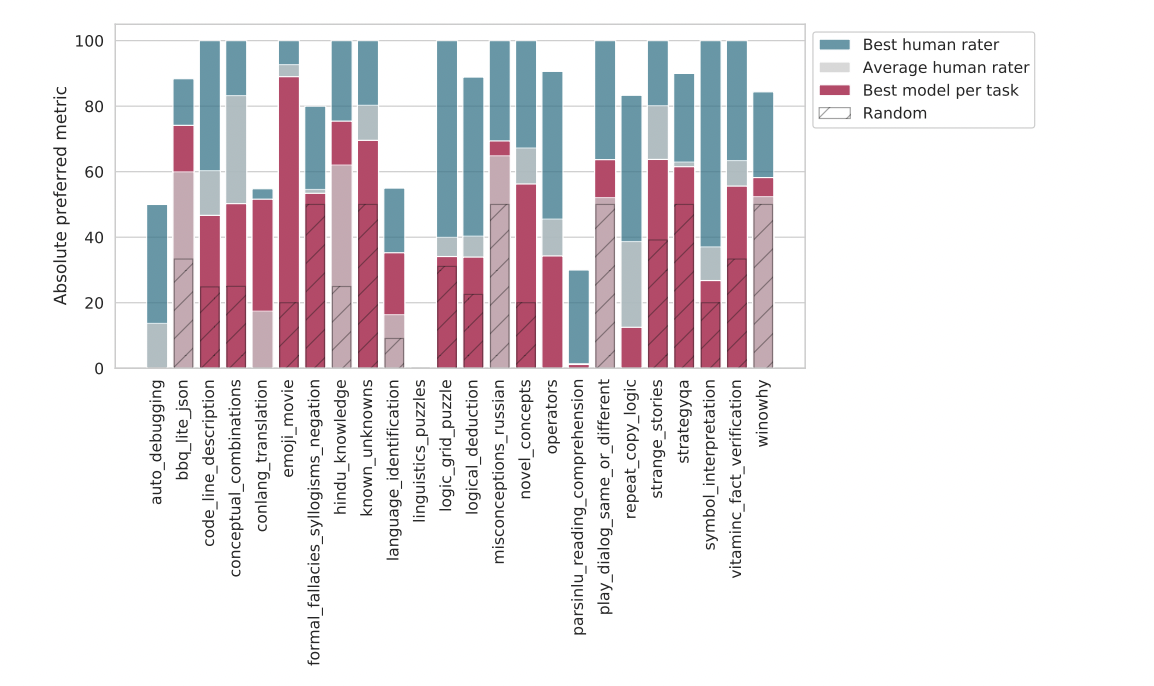 100
80
60
40
20
0
Absolute preferred metric
auto_debugging
bbq_lite_json
code_line_description
conceptual_combinations
conlang_translation
emoji_movie
formal_fallacies_syllogisms_negation
hindu_knowledge
known_unknowns
language_identification
linguistics_puzzles
logic_grid_puzzle
logical_deduction
misconceptions_russian
novel_concepts
operators
parsinlu_reading_comprehension
play_dialog_same_or_different
repeat_copy_logic
strange_stories
strategyqa
symbol_interpretation
vitaminc_fact_verification
winowhy
Best human rater
Average human rater
Best model per task
Random